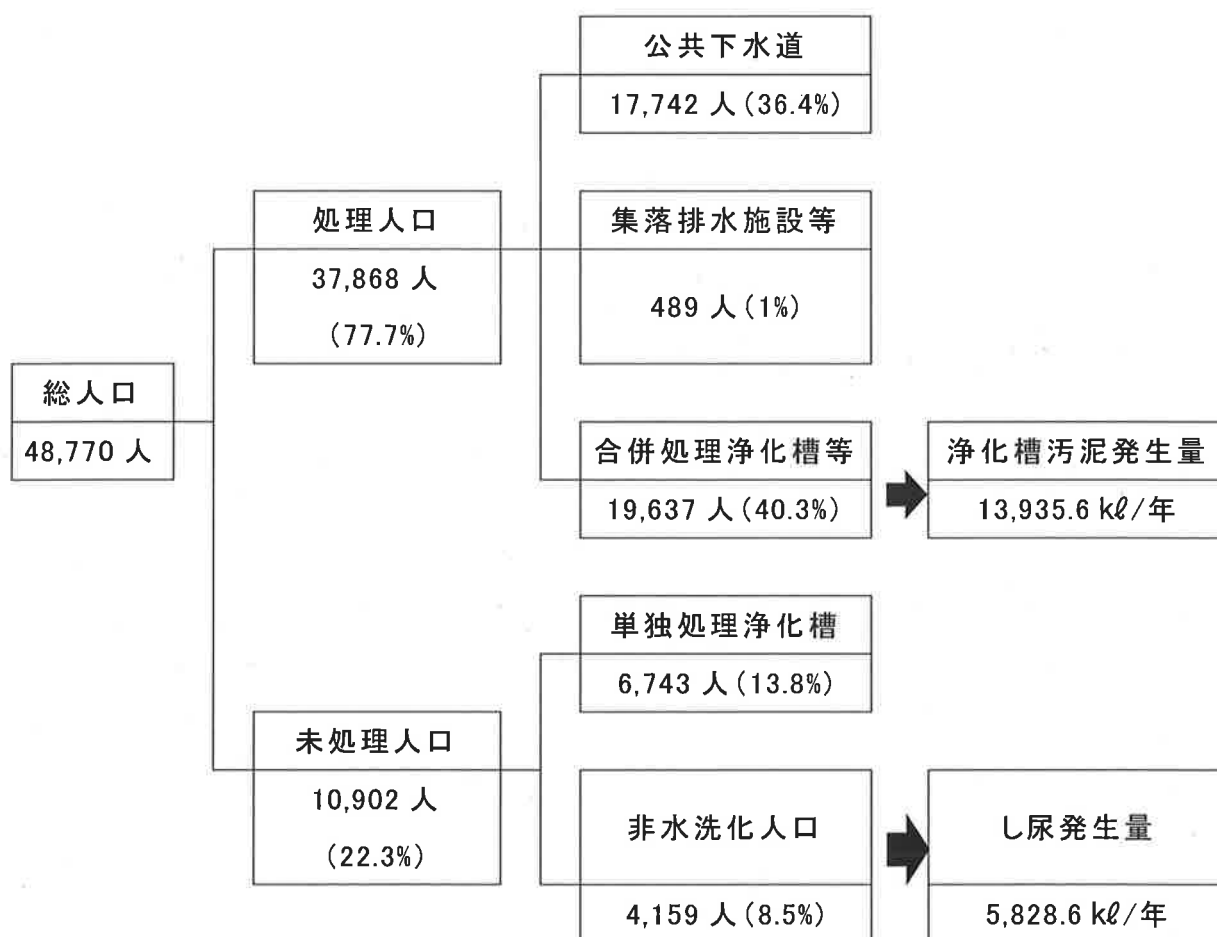 公共下水道
17,742 人(36.4%)
処理人口
37,868 人
(77.7%)
集落排水施設等
489 人(1%)
総人口
48,770 人
合併処理浄化槽等
19,637 人(40.3%)
浄化槽汚泥発生量
13,935.6 kℓ/年
単独処理浄化槽
6,743 人(13.8%)
未処理人口
10,902 人
(22.3%)
非水洗化人口
4,159 人(8.5%)
し尿発生量
5,828.6 kℓ/年